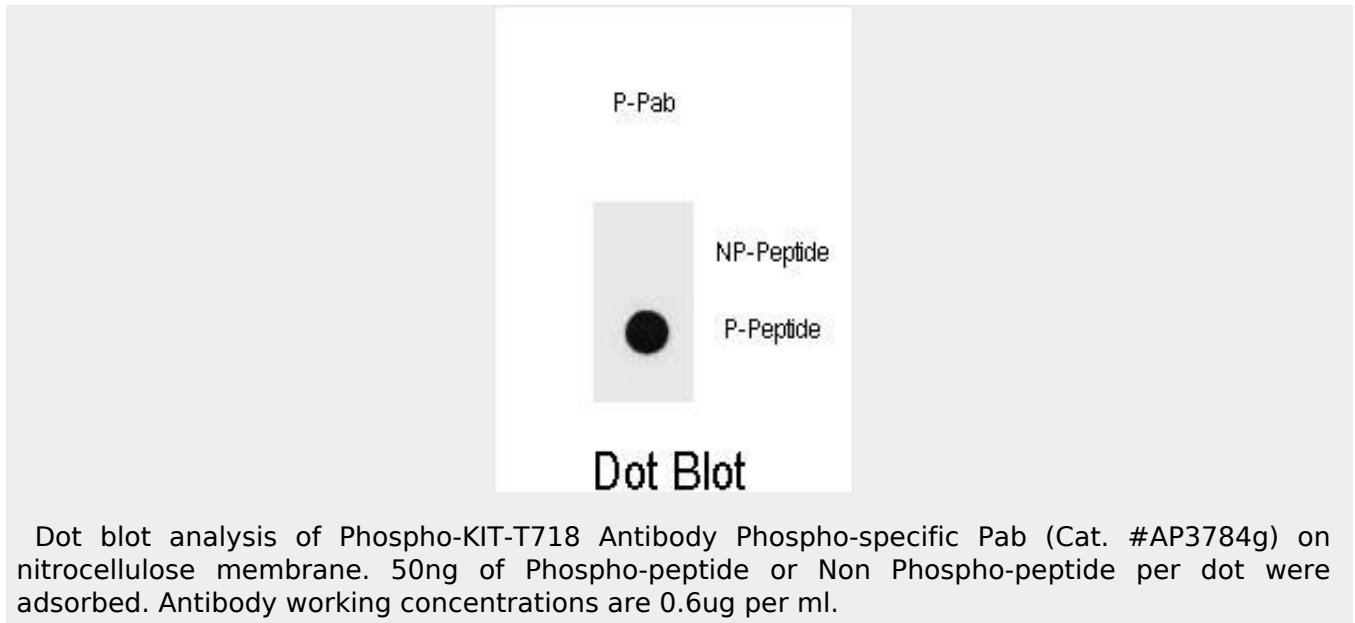 P-Pab
NP-Peptide
P-Peptide
Dot Blot
Dot blot analysis of Phospho-KIT-T718 Antibody Phospho-specific Pab (Cat. #AP3784g) on
nitrocellulose membrane. 50ng of Phospho-peptide or Non Phospho-peptide per dot were
adsorbed. Antibody working concentrations are 0.6ug per ml.